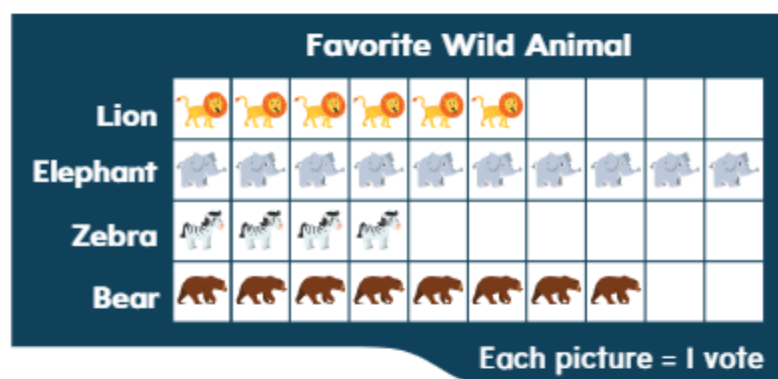 Favorite Wild Animal
Lion
Elephant
Zebra
Bear
Each picture = 1 vote